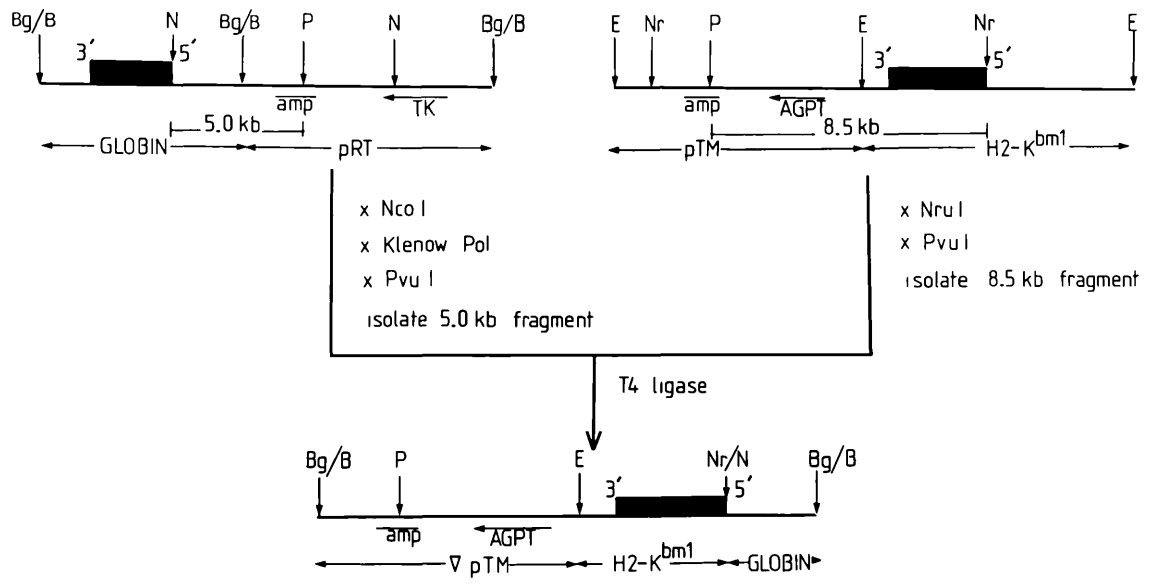 Bg/B N Bg/B P N Bg/B
3′ 5′
amp TK
5.0 kb
GLOBIN pRT
E Nr P E Nr E
3′ 5′
amp AGPT
8.5 kb
pTM H2-K^bm1
x Nco I
x Klenow Pol
x Pvu I
isolate 5.0 kb fragment
x Nru I
x Pvu I
isolate 8.5 kb fragment
T4 ligase
Bg/B P E Nr/N Bg/B
3′ 5′
amp AGPT
∇ pTM H2-K^bm1 GLOBIN